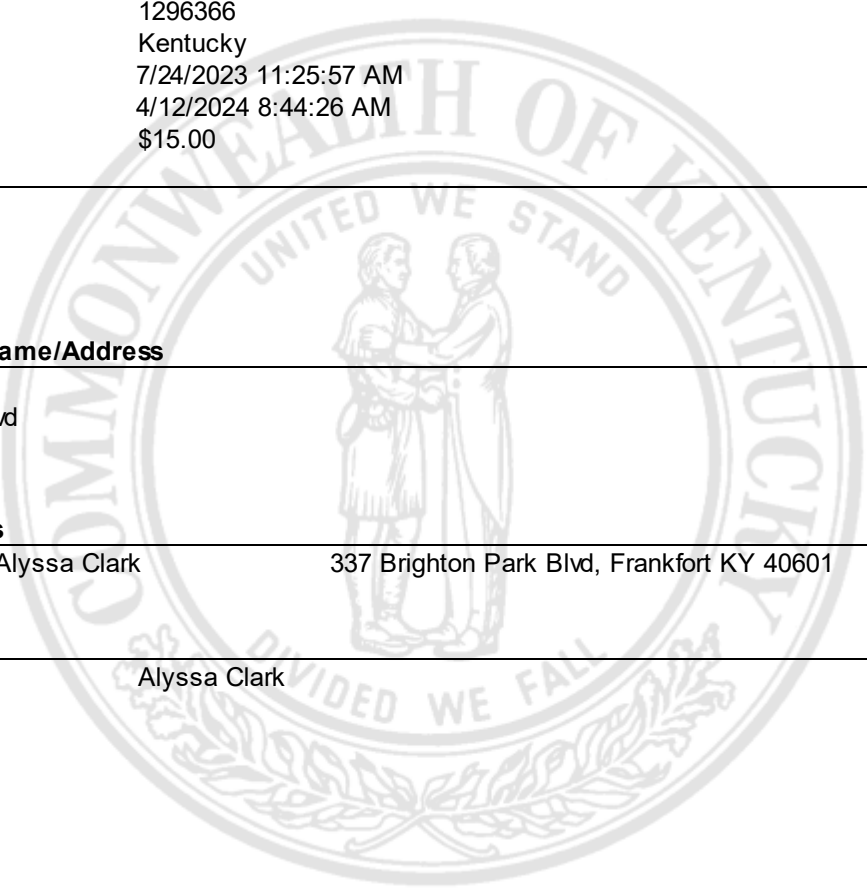 1296366
Kentucky
7/24/2023 11:25:57 AM
4/12/2024 8:44:26 AM
$15.00
COMMONWEALTH OF KENTUCKY
UNITED WE STAND
ame/Address
vd
s
Alyssa Clark 337 Brighton Park Blvd, Frankfort KY 40601
Alyssa Clark
DIVIDED WE FALL